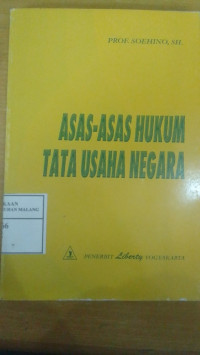 PROF. SOEHINO, SH.
ASAS-ASAS HUKUM
TATA USAHA NEGARA
PENERBIT Liberty YOGYAKARTA